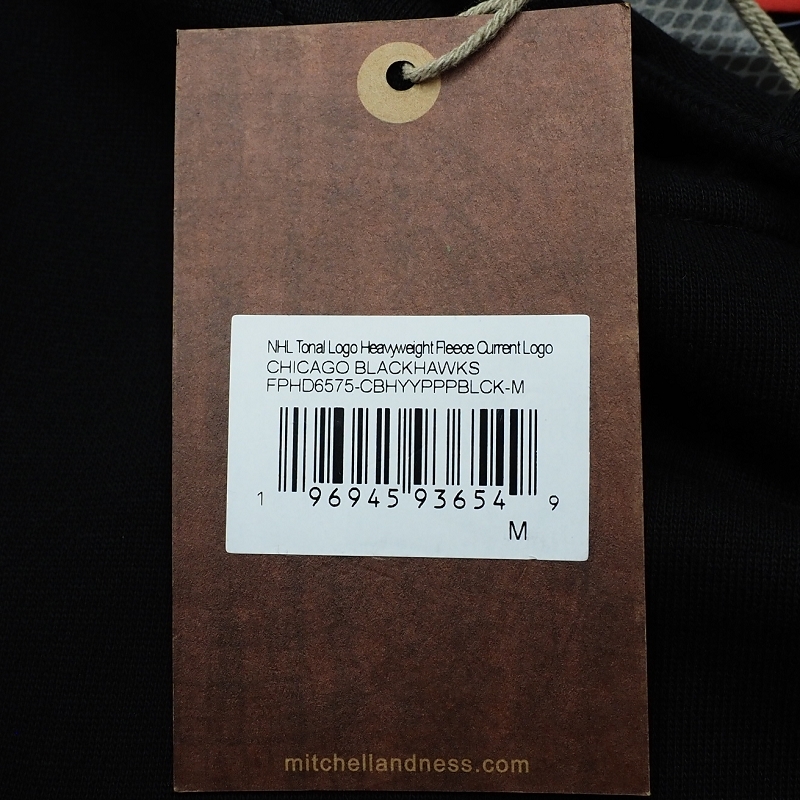 NHL Tonal Logo Heavyweight Fleece Current Logo
CHICAGO BLACKHAWKS
FPHD6575-CBHYYPPPBLCK-M
1 96945 93654 9
M
mitchellandness.com